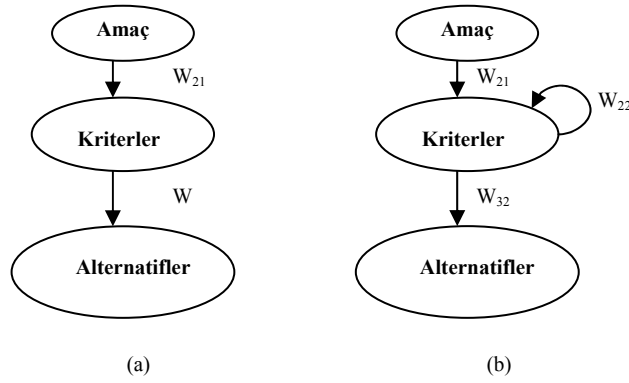 Amaç
W21
Kriterler
W
Alternatifler
(a)
Amaç
W21
Kriterler
W22
W32
Alternatifler
(b)